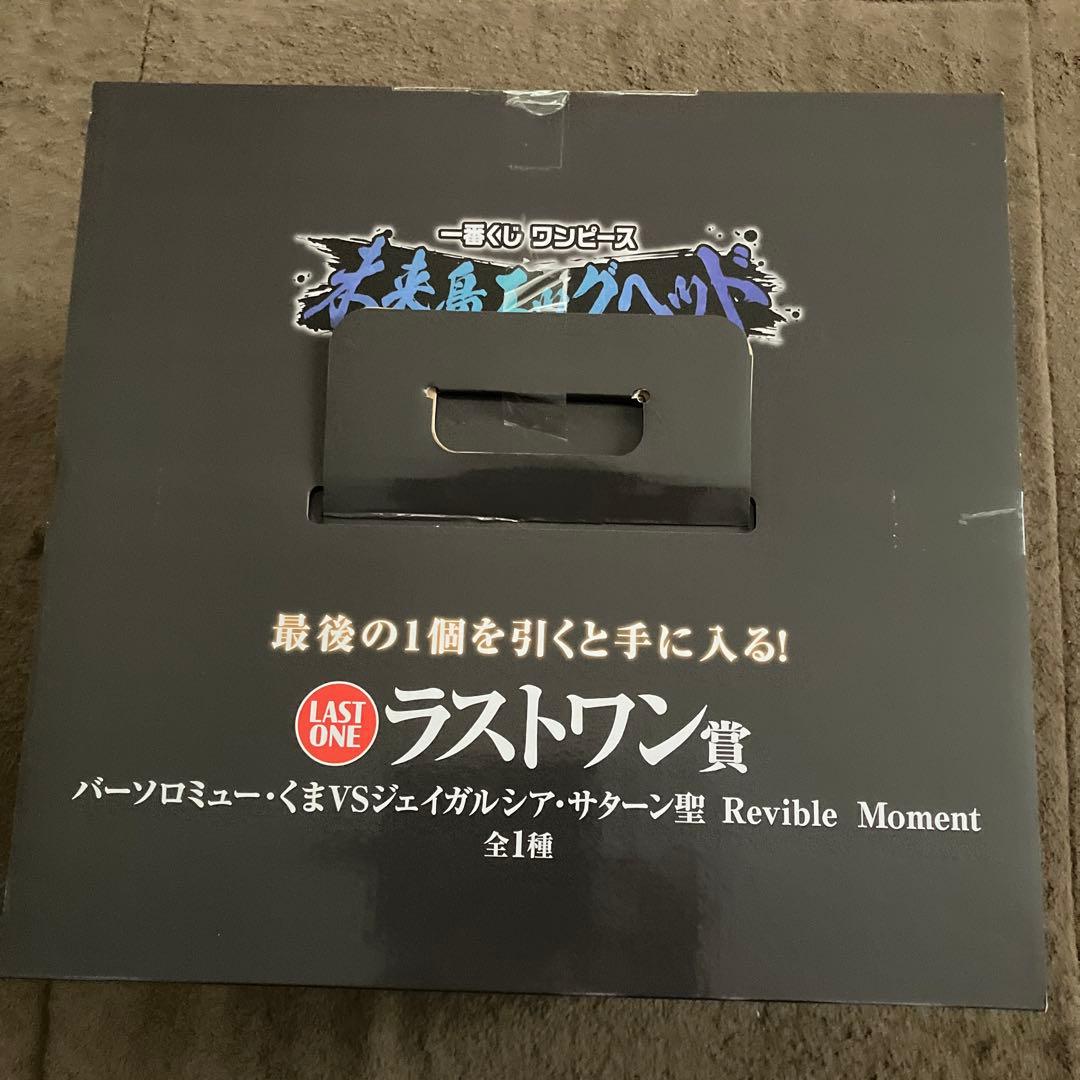 一番くじ ワンピース
未来島エッグヘッド
最後の1個を引くと手に入る!
LAST
ONE
ラストワン賞
バーソロミュー・くまVSジェイガルシア・サターン聖 Revible Moment
全1種